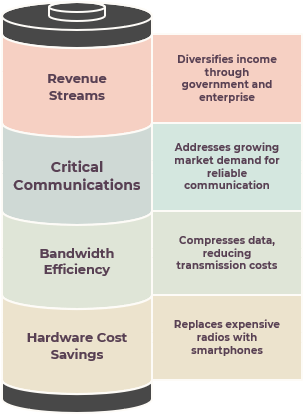 Revenue
Streams
Diversifies income
through
government and
enterprise
Critical
Communications
Addresses growing
market demand for
reliable
communication
Bandwidth
Efficiency
Compresses data,
reducing
transmission costs
Hardware Cost
Savings
Replaces expensive
radios with
smartphones